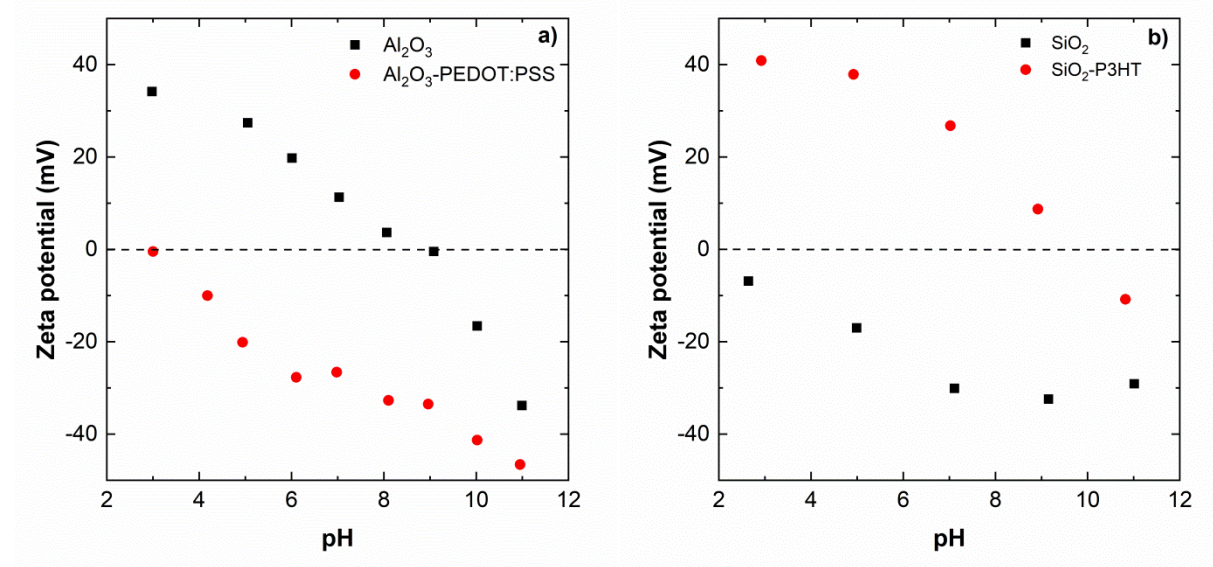 a)
Al₂O₃
Al₂O₃-PEDOT:PSS
Zeta potential (mV)
40
20
0
-20
-40
2 4 6 8 10 12
pH
b)
SiO₂
SiO₂-P3HT
Zeta potential (mV)
40
20
0
-20
-40
2 4 6 8 10 12
pH